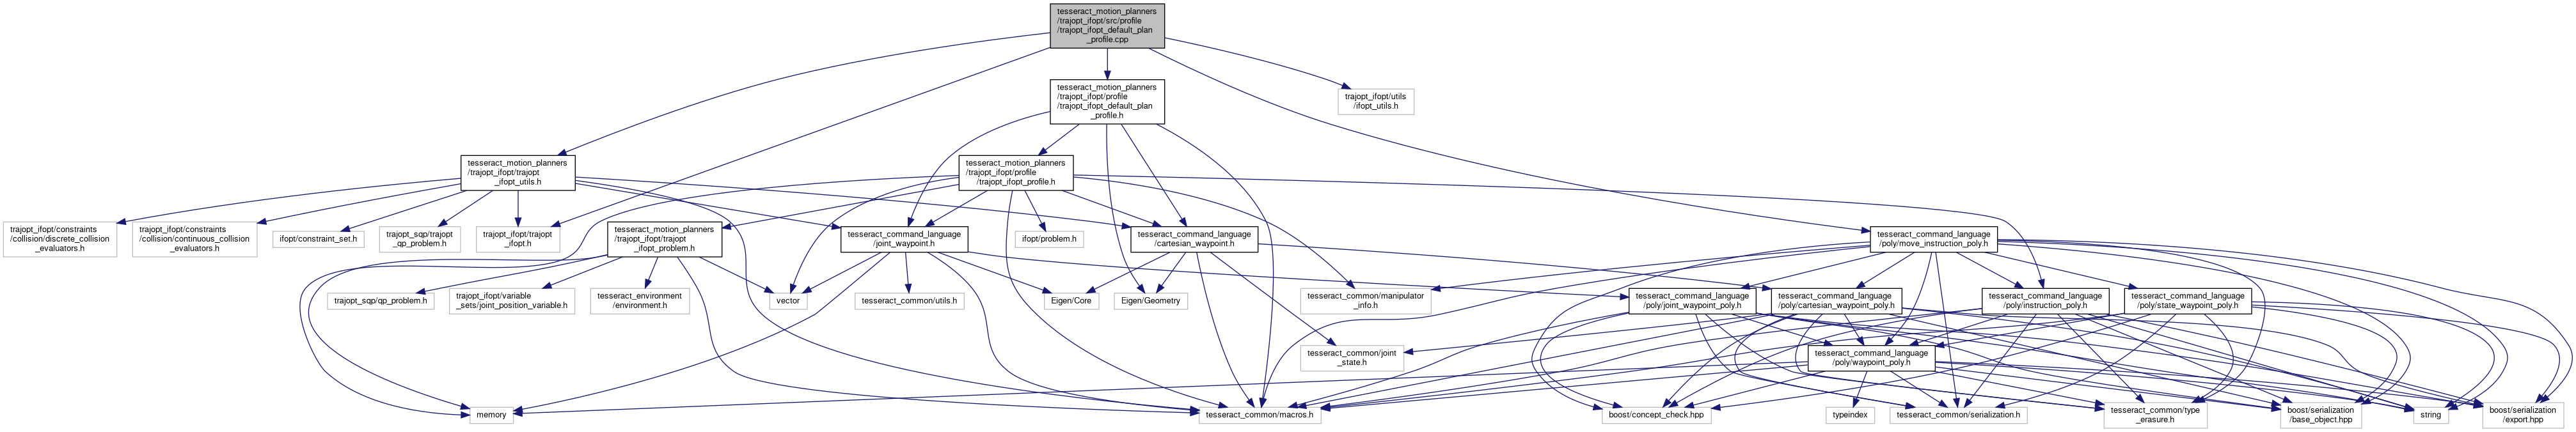 tesseract_motion_planners
/trajopt_ifopt/src/profile
/trajopt_ifopt_default_plan
_profile.cpp
tesseract_motion_planners
/trajopt_ifopt/profile
/trajopt_ifopt_default_plan
_profile.h
trajopt_ifopt/utils
/ifopt_utils.h
tesseract_motion_planners
/trajopt_ifopt/trajopt
_ifopt_utils.h
tesseract_motion_planners
/trajopt_ifopt/profile
/trajopt_ifopt_profile.h
trajopt_ifopt/constraints
/collision/discrete_collision
_evaluators.h
trajopt_ifopt/constraints
/collision/continuous_collision
_evaluators.h
ifopt/constraint_set.h
trajopt_sqp/trajopt
_qp_problem.h
trajopt_ifopt/trajopt
_ifopt.h
tesseract_motion_planners
/trajopt_ifopt/trajopt
_ifopt_problem.h
tesseract_command_language
/joint_waypoint.h
ifopt/problem.h
tesseract_command_language
/cartesian_waypoint.h
tesseract_command_language
/poly/move_instruction_poly.h
trajopt_sqp/qp_problem.h
trajopt_ifopt/variable
_sets/joint_position_variable.h
tesseract_environment
/environment.h
vector
tesseract_common/utils.h
Eigen/Core
Eigen/Geometry
tesseract_common/manipulator
_info.h
tesseract_command_language
/poly/joint_waypoint_poly.h
tesseract_command_language
/poly/cartesian_waypoint_poly.h
tesseract_command_language
/poly/instruction_poly.h
tesseract_command_language
/poly/state_waypoint_poly.h
tesseract_common/joint
_state.h
tesseract_command_language
/poly/waypoint_poly.h
memory
tesseract_common/macros.h
boost/concept_check.hpp
typeindex
tesseract_common/serialization.h
tesseract_common/type
_erasure.h
boost/serialization
/base_object.hpp
string
boost/serialization
/export.hpp